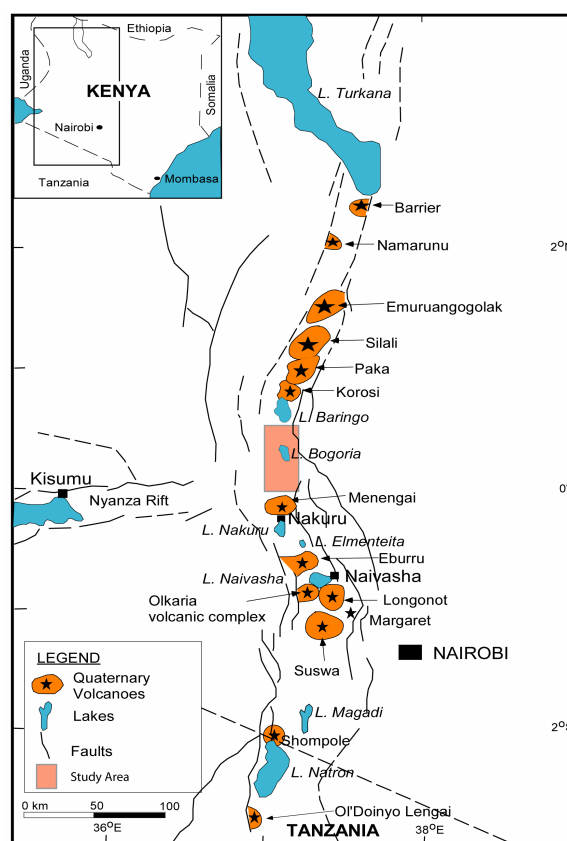 Ethiopia
Uganda
KENYA
Somalia
Nairobi
Tanzania
Mombasa
L. Turkana
Barrier
Namarunu
2°N
Emuruangogolak
Silali
Paka
Korosi
L. Baringo
L. Bogoria
Kisumu
Nyanza Rift
0°
Menengai
Nakuru
L. Nakuru
L. Elmenteita
Eburru
L. Naivasha
Naivasha
Olkaria
volcanic complex
Longonot
Margaret
NAIROBI
Suswa
LEGEND
Quaternary
Volcanoes
Lakes
Faults
Study Area
L. Magadi
Shompole
2°S
L. Natron
0 km 50 100
Ol'Doinyo Lengai
36°E
TANZANIA
38°E